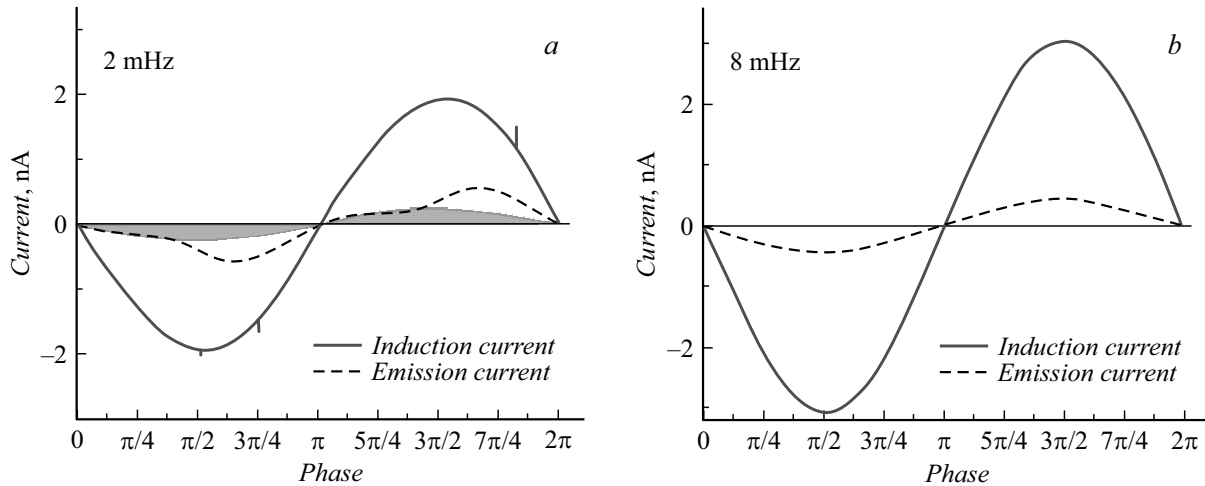 2 mHz
a
Current, nA
2
0
−2
Induction current
Emission current
0 π/4 π/2 3π/4 π 5π/4 3π/2 7π/4 2π
Phase
8 mHz
b
Current, nA
2
0
−2
Induction current
Emission current
0 π/4 π/2 3π/4 π 5π/4 3π/2 7π/4 2π
Phase